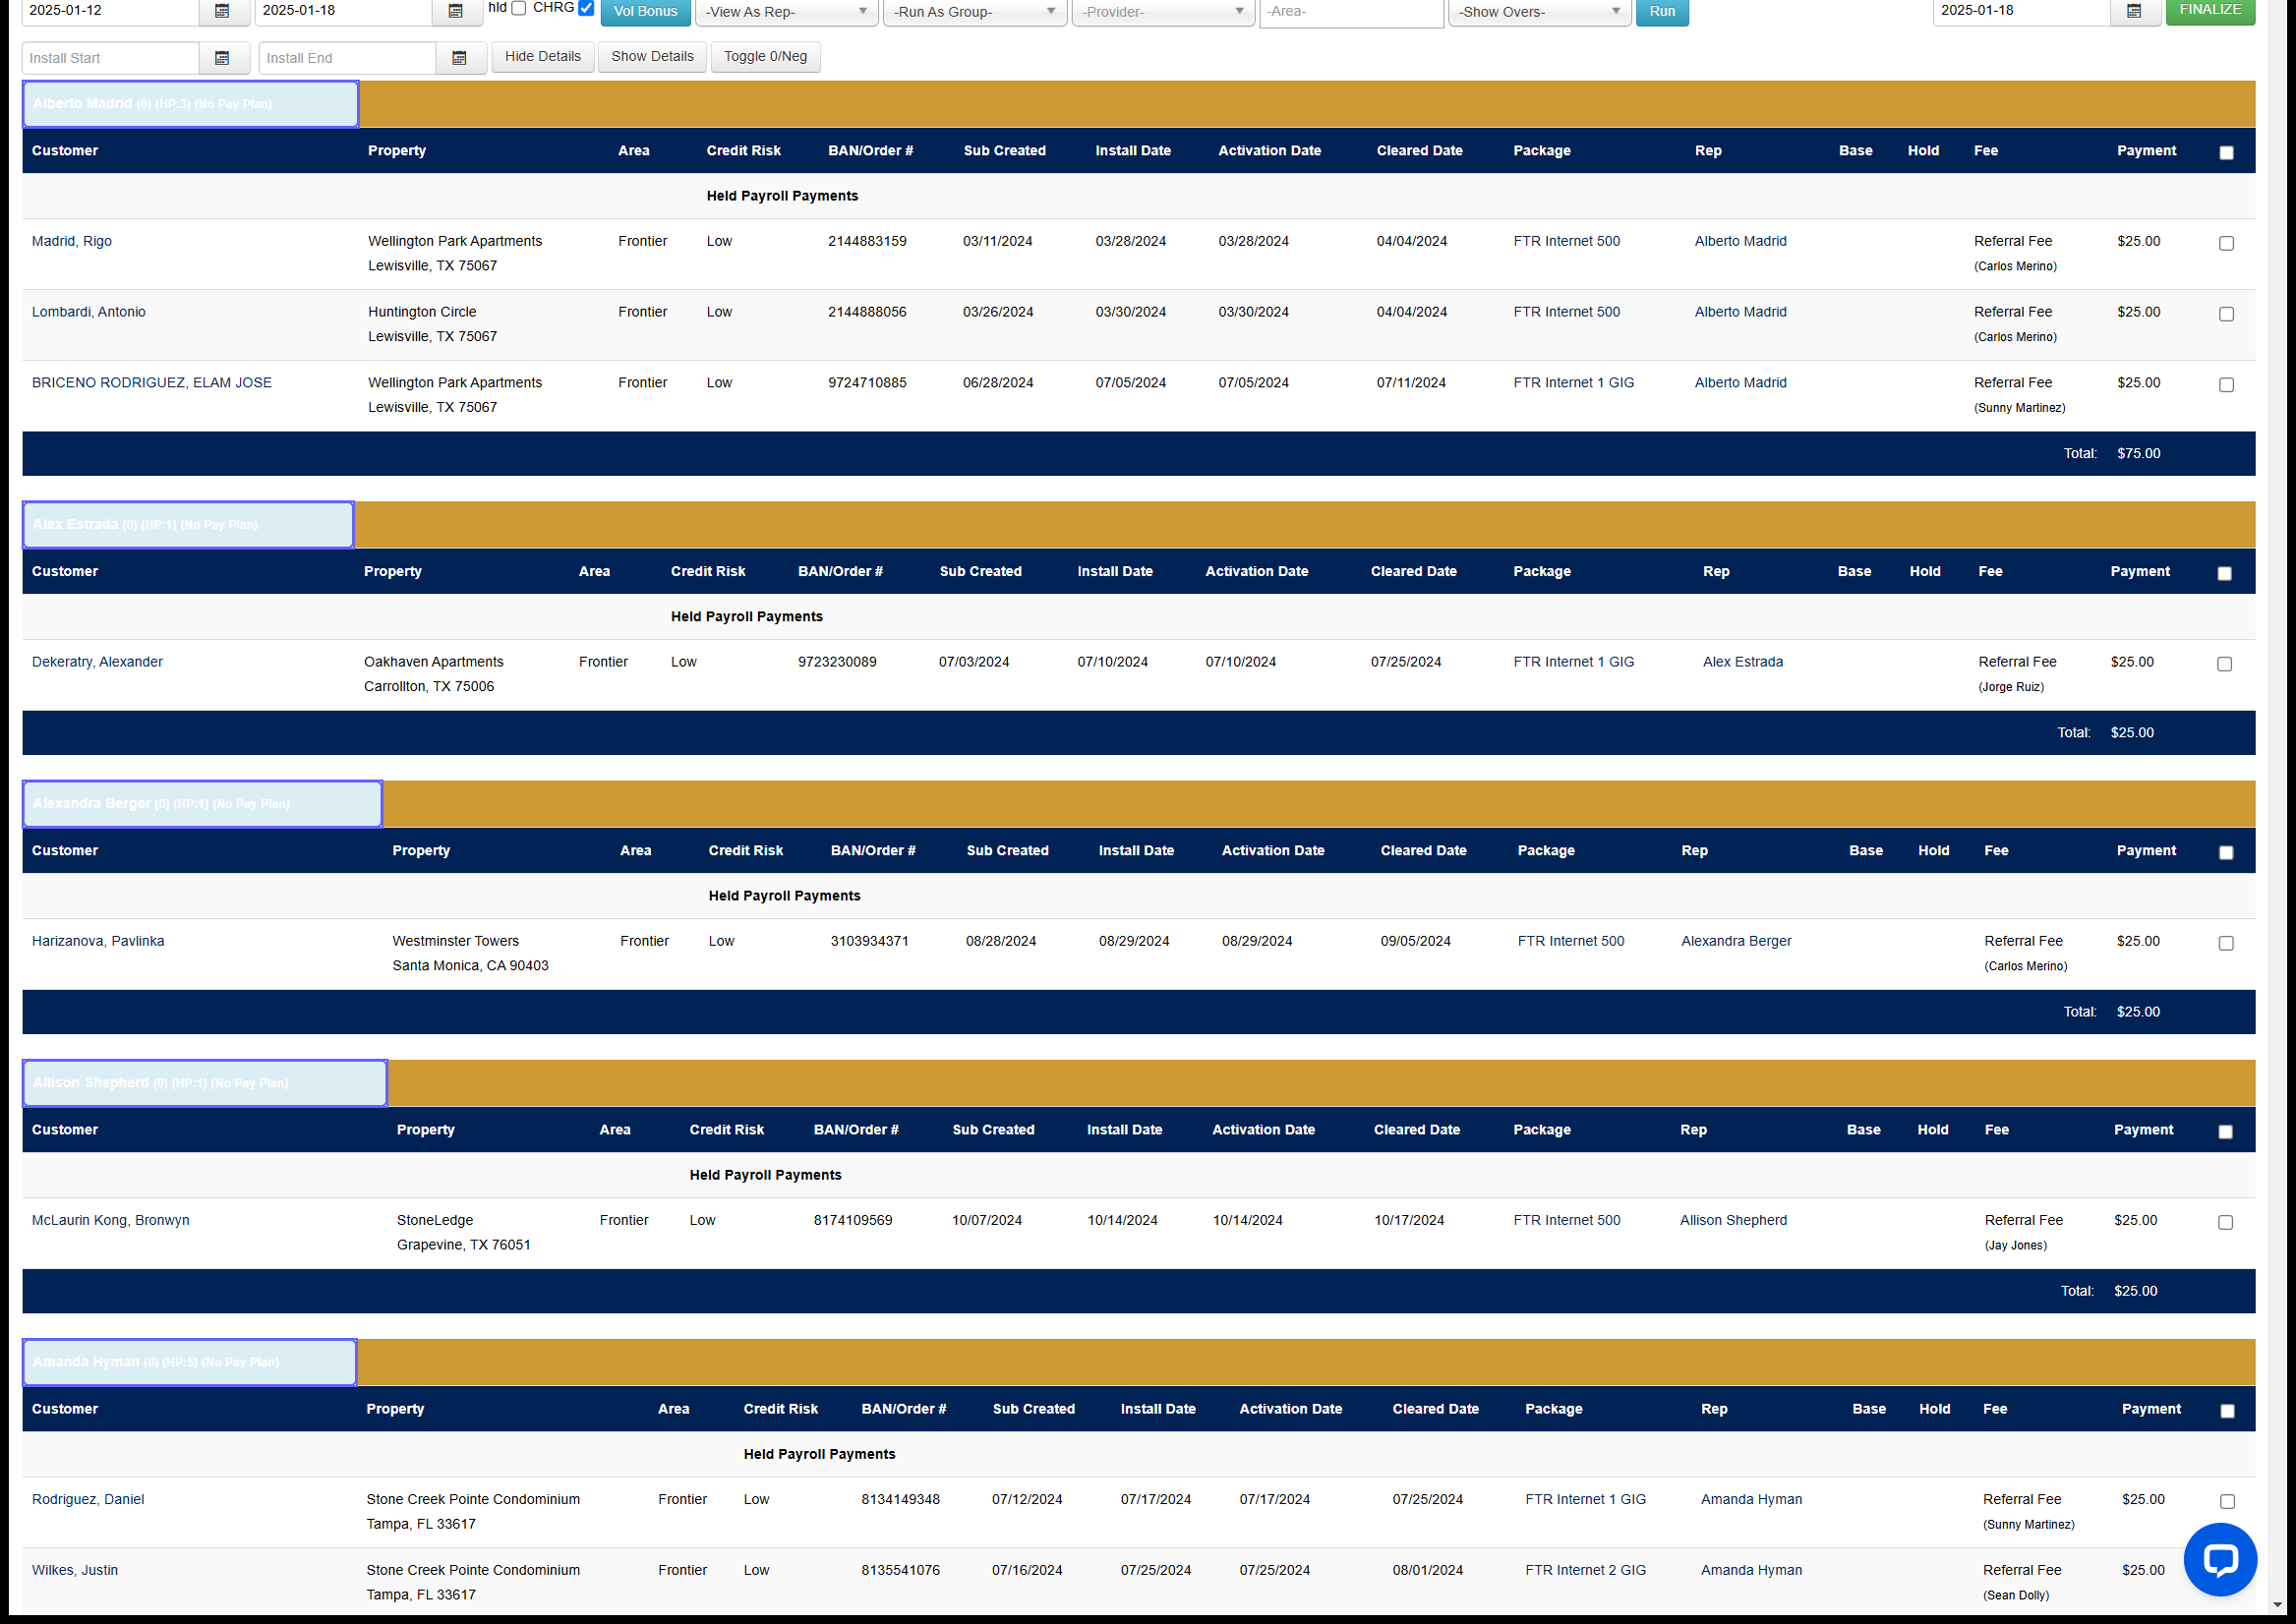 2025-01-12 2025-01-18 hld CHRG Vol Bonus -View As Rep- -Run As Group- -Provider- -Area- -Show Overs- Run 2025-01-18 FINALIZE
Install Start Install End Hide Details Show Details Toggle 0/Neg
Alberto Madrid (0) (HP:3) (No Pay Plan)
Customer Property Area Credit Risk BAN/Order # Sub Created Install Date Activation Date Cleared Date Package Rep Base Hold Fee Payment
Held Payroll Payments
Madrid, Rigo Wellington Park Apartments Frontier Low 2144883159 03/11/2024 03/28/2024 03/28/2024 04/04/2024 FTR Internet 500 Alberto Madrid Referral Fee $25.00
Lewisville, TX 75067 (Carlos Merino)
Lombardi, Antonio Huntington Circle Frontier Low 2144888056 03/26/2024 03/30/2024 03/30/2024 04/04/2024 FTR Internet 500 Alberto Madrid Referral Fee $25.00
Lewisville, TX 75067 (Carlos Merino)
BRICENO RODRIGUEZ, ELAM JOSE Wellington Park Apartments Frontier Low 9724710885 06/28/2024 07/05/2024 07/05/2024 07/11/2024 FTR Internet 1 GIG Alberto Madrid Referral Fee $25.00
Lewisville, TX 75067 (Sunny Martinez)
Total: $75.00
Alex Estrada (0) (HP:1) (No Pay Plan)
Customer Property Area Credit Risk BAN/Order # Sub Created Install Date Activation Date Cleared Date Package Rep Base Hold Fee Payment
Held Payroll Payments
Dekeratry, Alexander Oakhaven Apartments Frontier Low 9723230089 07/03/2024 07/10/2024 07/10/2024 07/25/2024 FTR Internet 1 GIG Alex Estrada Referral Fee $25.00
Carrollton, TX 75006 (Jorge Ruiz)
Total: $25.00
Alexandra Berger (0) (HP:1) (No Pay Plan)
Customer Property Area Credit Risk BAN/Order # Sub Created Install Date Activation Date Cleared Date Package Rep Base Hold Fee Payment
Held Payroll Payments
Harizanova, Pavlinka Westminster Towers Frontier Low 3103934371 08/28/2024 08/29/2024 08/29/2024 09/05/2024 FTR Internet 500 Alexandra Berger Referral Fee $25.00
Santa Monica, CA 90403 (Carlos Merino)
Total: $25.00
Allison Shepherd (0) (HP:1) (No Pay Plan)
Customer Property Area Credit Risk BAN/Order # Sub Created Install Date Activation Date Cleared Date Package Rep Base Hold Fee Payment
Held Payroll Payments
McLaurin Kong, Bronwyn StoneLedge Frontier Low 8174109569 10/07/2024 10/14/2024 10/14/2024 10/17/2024 FTR Internet 500 Allison Shepherd Referral Fee $25.00
Grapevine, TX 76051 (Jay Jones)
Total: $25.00
Amanda Hyman (0) (HP:5) (No Pay Plan)
Customer Property Area Credit Risk BAN/Order # Sub Created Install Date Activation Date Cleared Date Package Rep Base Hold Fee Payment
Held Payroll Payments
Rodriguez, Daniel Stone Creek Pointe Condominium Frontier Low 8134149348 07/12/2024 07/17/2024 07/17/2024 07/25/2024 FTR Internet 1 GIG Amanda Hyman Referral Fee $25.00
Tampa, FL 33617 (Sunny Martinez)
Wilkes, Justin Stone Creek Pointe Condominium Frontier Low 8135541076 07/16/2024 07/25/2024 07/25/2024 08/01/2024 FTR Internet 2 GIG Amanda Hyman Referral Fee $25.00
Tampa, FL 33617 (Sean Dolly)